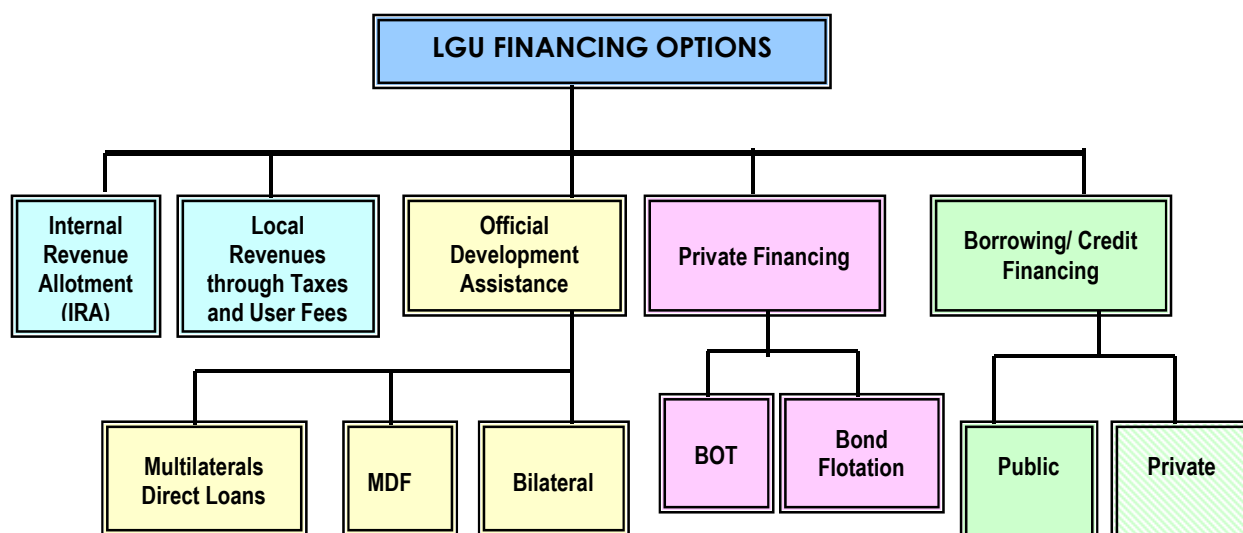 LGU FINANCING OPTIONS
Internal
Revenue
Allotment
(IRA)
Local
Revenues
through Taxes
and User Fees
Official
Development
Assistance
Private Financing
Borrowing/ Credit
Financing
Multilaterals
Direct Loans
MDF
Bilateral
BOT
Bond
Flotation
Public
Private